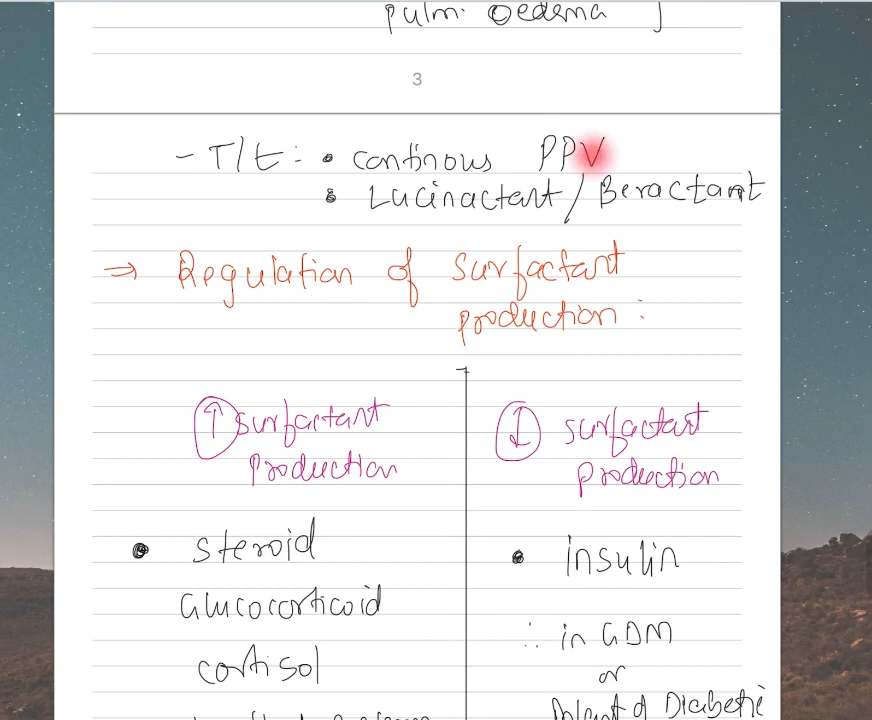 pulm. oedema ]
3
- T/t: • continous PPV
• Lucinactant / Beractant
→ Regulation of surfactant
production :
↑ surfactant
production
↓ surfactant
production
• steroid
Glucocorticoid
cortisol
• insulin
∴ in GDM
or
Diabetic